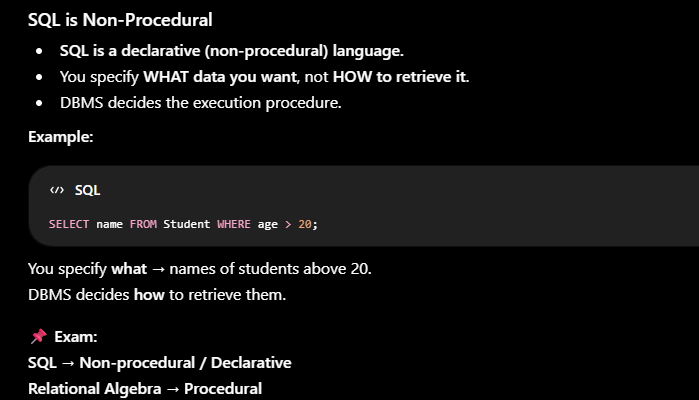 SQL is Non-Procedural
• SQL is a declarative (non-procedural) language.
• You specify WHAT data you want, not HOW to retrieve it.
• DBMS decides the execution procedure.
Example:
</> SQL
SELECT name FROM Student WHERE age > 20;
You specify what → names of students above 20.
DBMS decides how to retrieve them.
📌 Exam:
SQL → Non-procedural / Declarative
Relational Algebra → Procedural